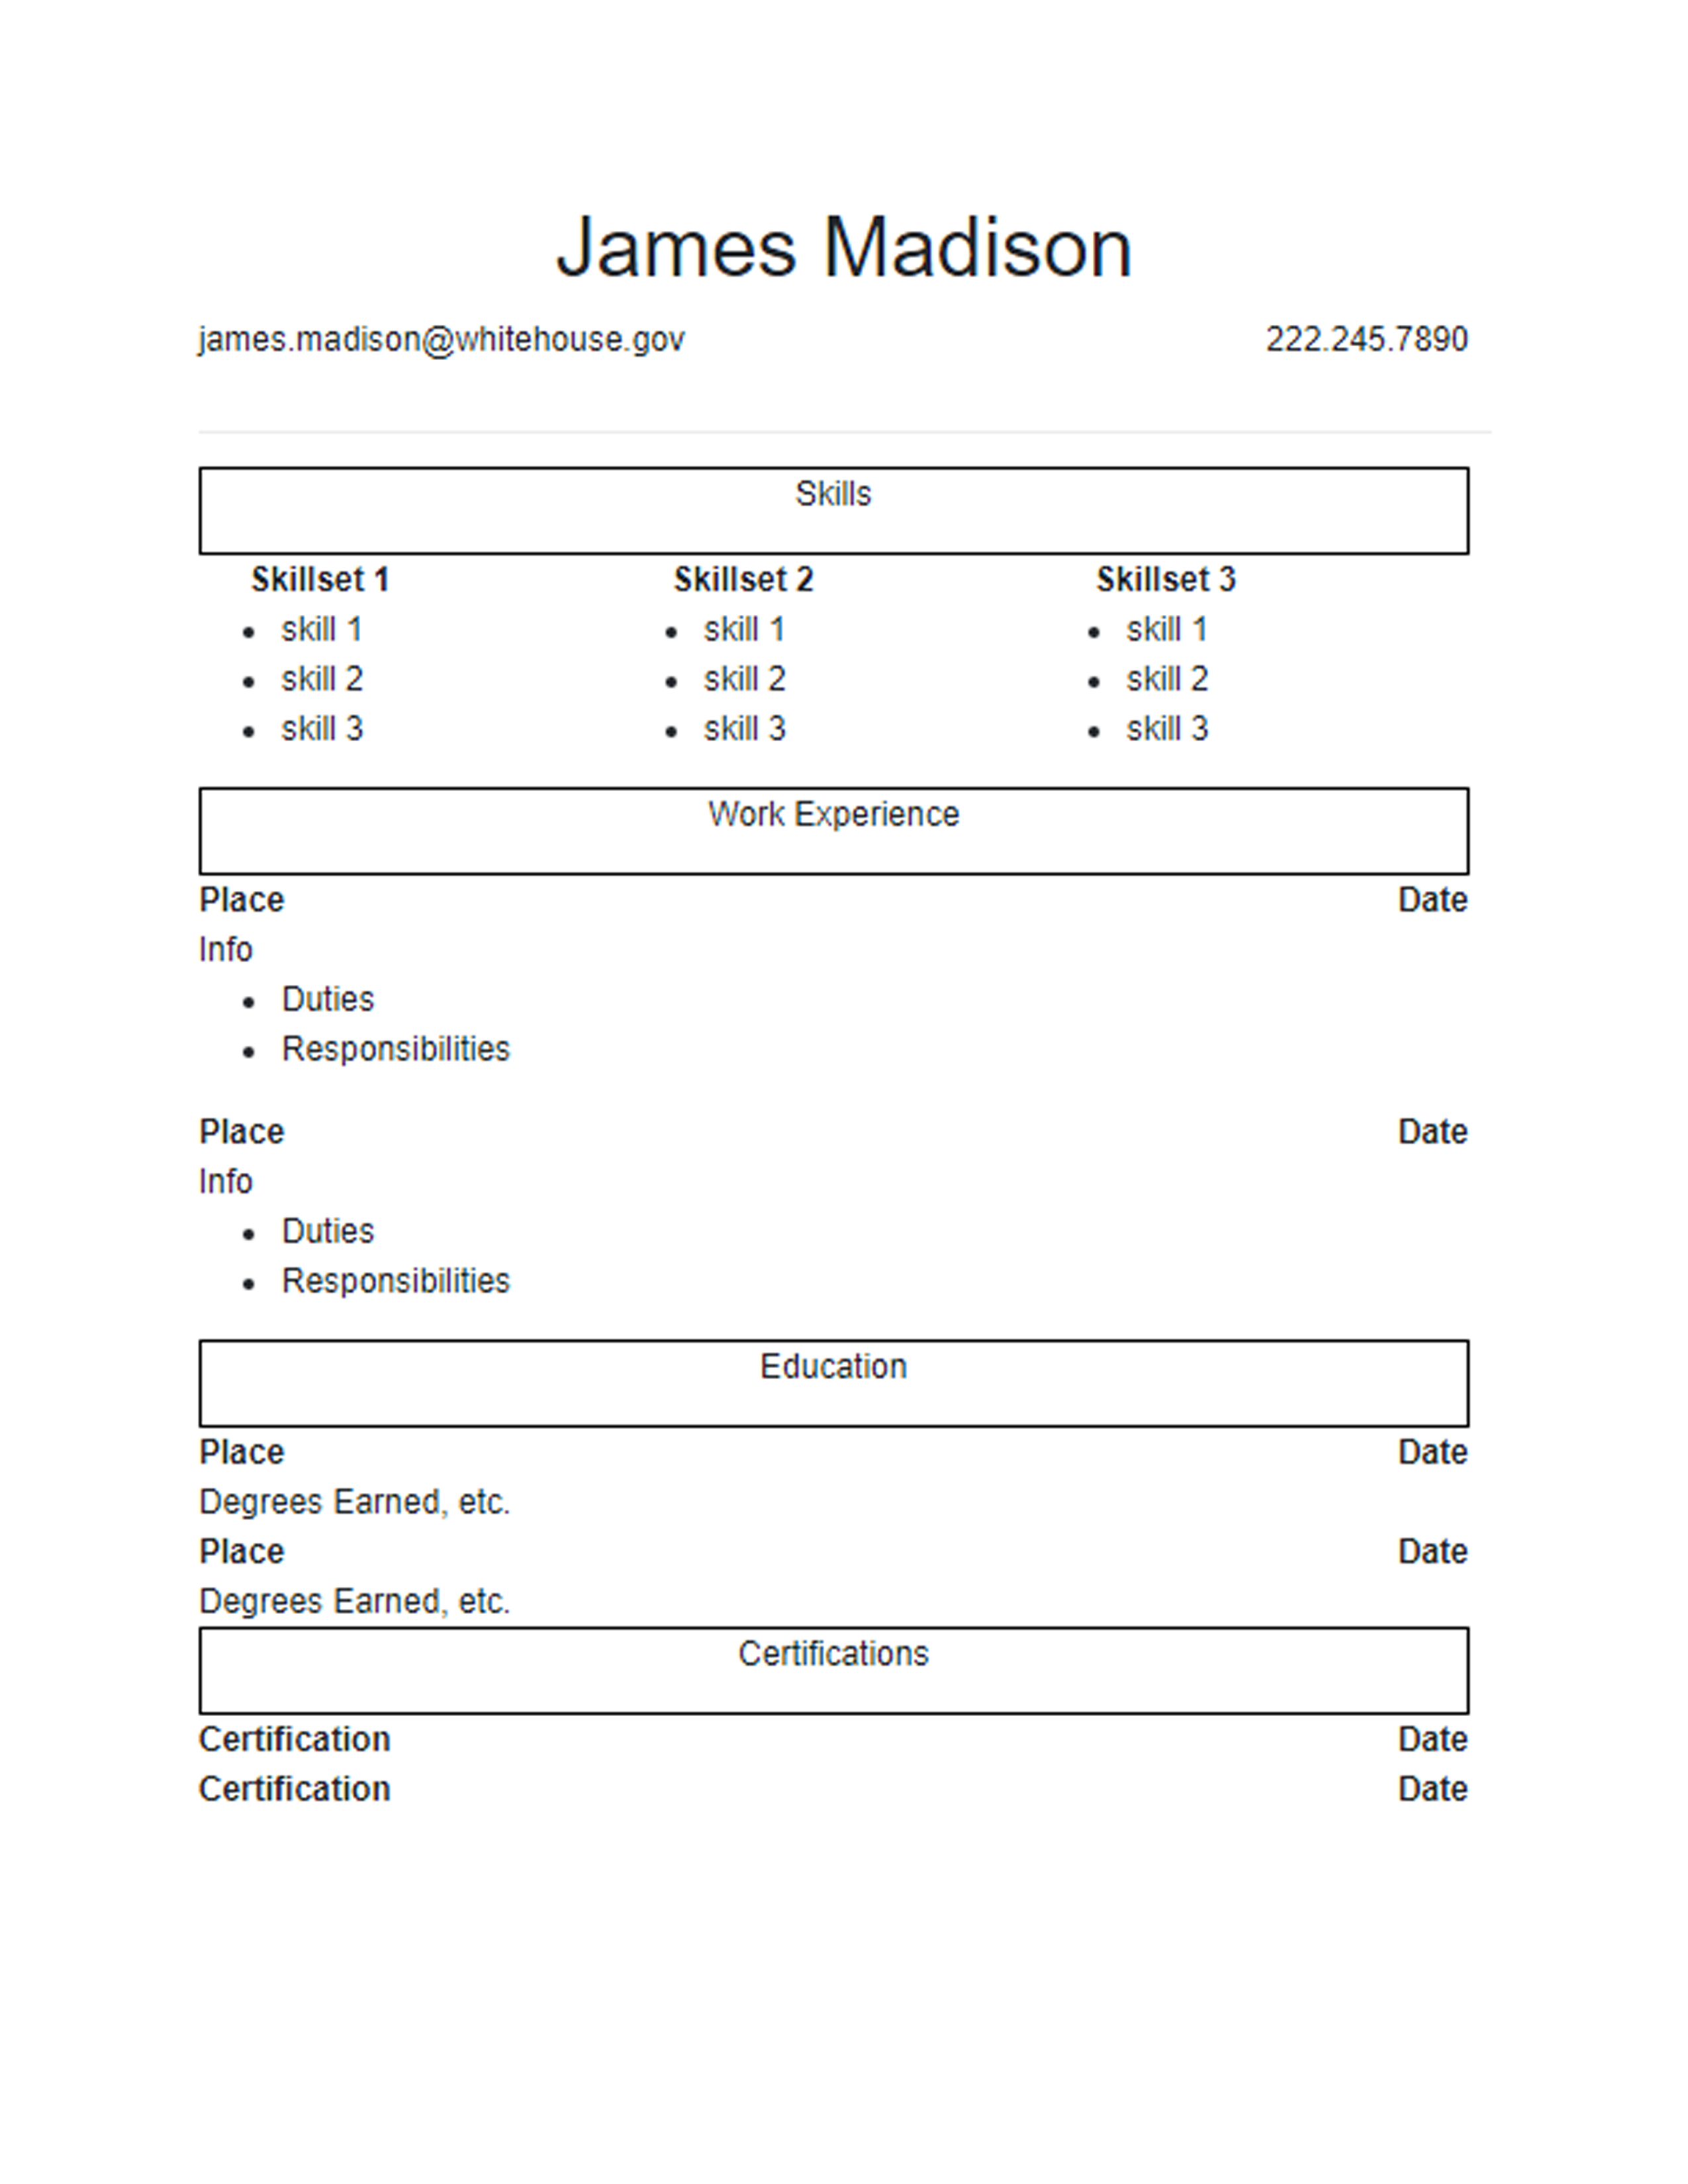 James Madison
james.madison@whitehouse.gov 222.245.7890
Skills
Skillset 1 Skillset 2 Skillset 3
• skill 1 • skill 1 • skill 1
• skill 2 • skill 2 • skill 2
• skill 3 • skill 3 • skill 3
Work Experience
Place Date
Info
• Duties
• Responsibilities
Place Date
Info
• Duties
• Responsibilities
Education
Place Date
Degrees Earned, etc.
Place Date
Degrees Earned, etc.
Certifications
Certification Date
Certification Date